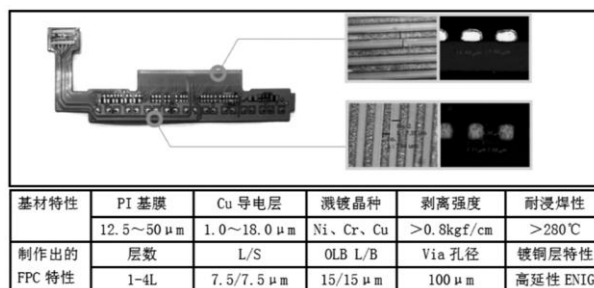 基材特性 PI 基膜 Cu 导电层 溅镀晶种 剥离强度 耐浸焊性
12.5～50μm 1.0～18.0μm Ni、Cr、Cu >0.8kgf/cm >280℃
制作出的 层数 L/S OLB L/B Via 孔径 镀铜层特性
FPC 特性 1-4L 7.5/7.5μm 15/15μm 100μm 高延性 ENIG